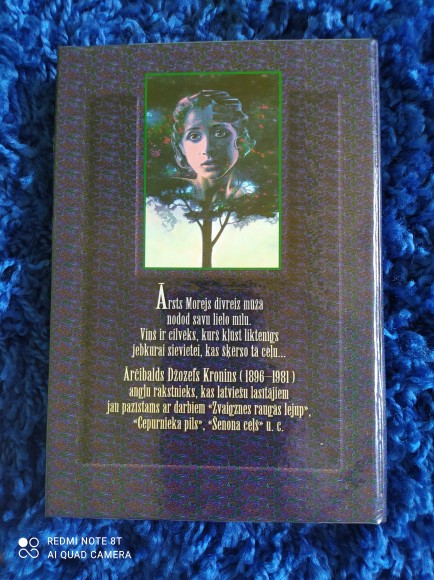 Ārsts Morejs divreiz mūžā
nodod savu lielo mīlu.
Viņš ir cilvēks, kurš kļūst liktenīgs
jebkurai sievietei, kas šķērso tā ceļu...
Arčibalds Džozefs Kronins (1896-1981)
angļu rakstnieks, kas latviešu lasītājiem
jau pazīstams ar darbiem "Zvaigznes raugās lejup",
"Cepurnieka pils", "Šenona ceļš" u. c.
REDMI NOTE 8T
AI QUAD CAMERA